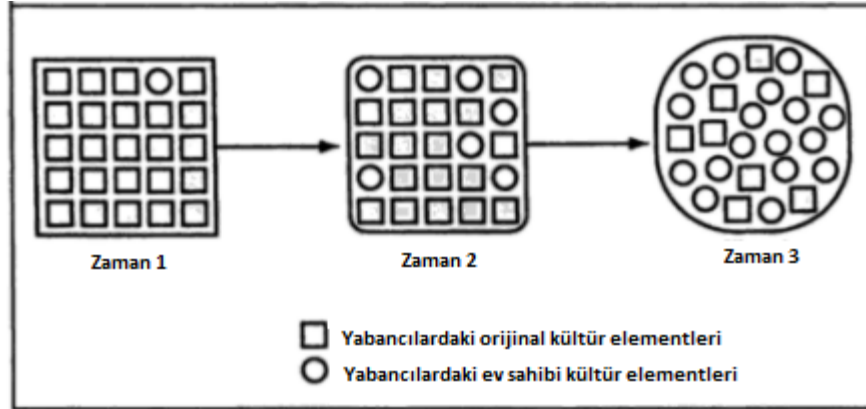 Zaman 1
Zaman 2
Zaman 3
Yabancılardaki orijinal kültür elementleri
Yabancılardaki ev sahibi kültür elementleri